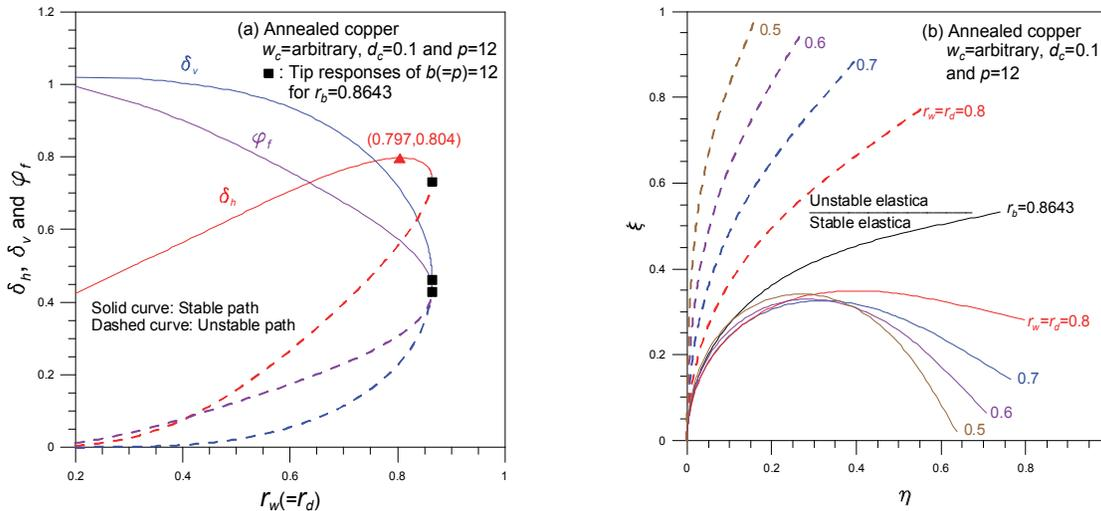 (a) Annealed copper
w_c=arbitrary, d_c=0.1 and p=12
■ : Tip responses of b(=p)=12
for r_b=0.8643
δ_v
φ_f
(0.797,0.804)
δ_h
Solid curve: Stable path
Dashed curve: Unstable path
δ_h, δ_v and φ_f
1.2
1
0.8
0.6
0.4
0.2
0
0.2 0.4 0.6 0.8 1
r_w(=r_d)
(b) Annealed copper
w_c=arbitrary, d_c=0.1
and p=12
0.5
0.6
0.7
r_w=r_d=0.8
Unstable elastica
Stable elastica
r_b=0.8643
r_w=r_d=0.8
0.7
0.6
0.5
ξ
1
0.8
0.6
0.4
0.2
0
0 0.2 0.4 0.6 0.8
η